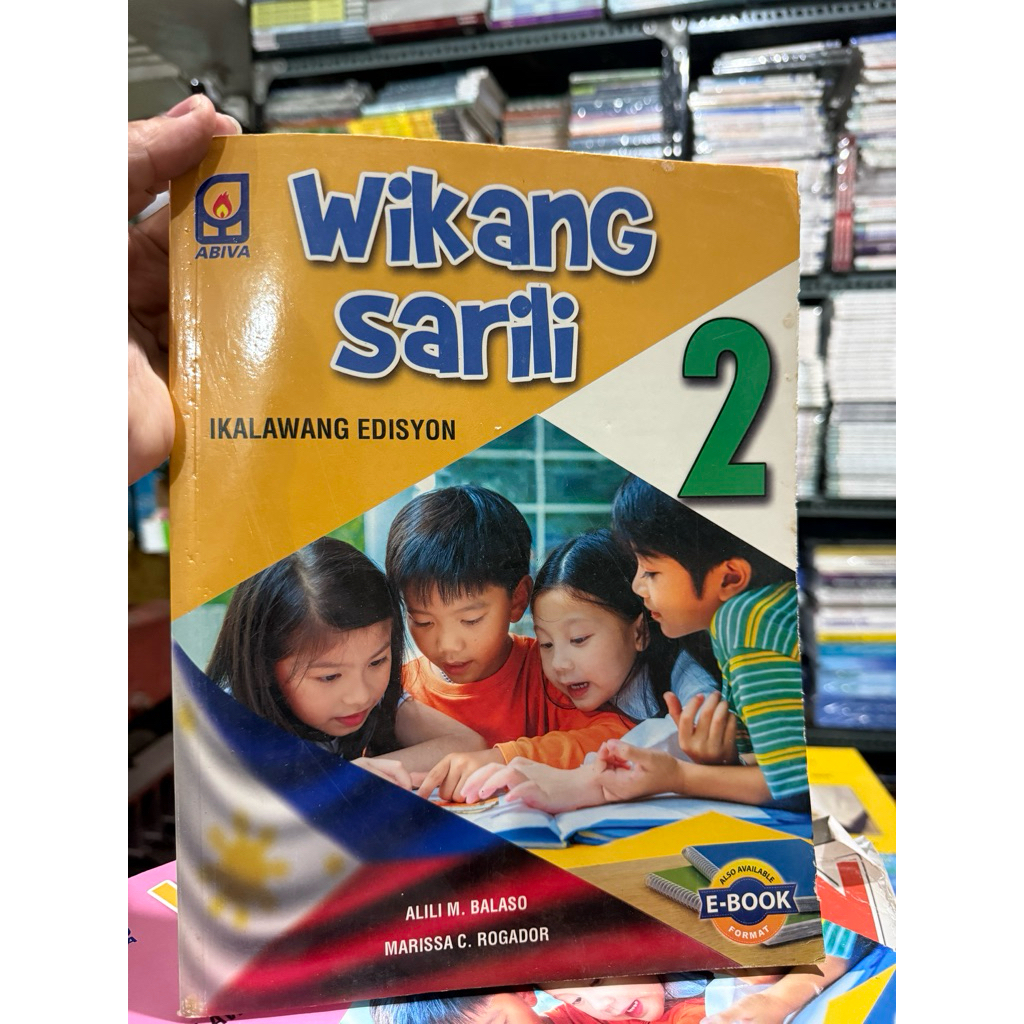 ABIVA
Wikang
Sarili
2
IKALAWANG EDISYON
ALILI M. BALASO
MARISSA C. ROGADOR
ALSO AVAILABLE
E-BOOK
FORMAT